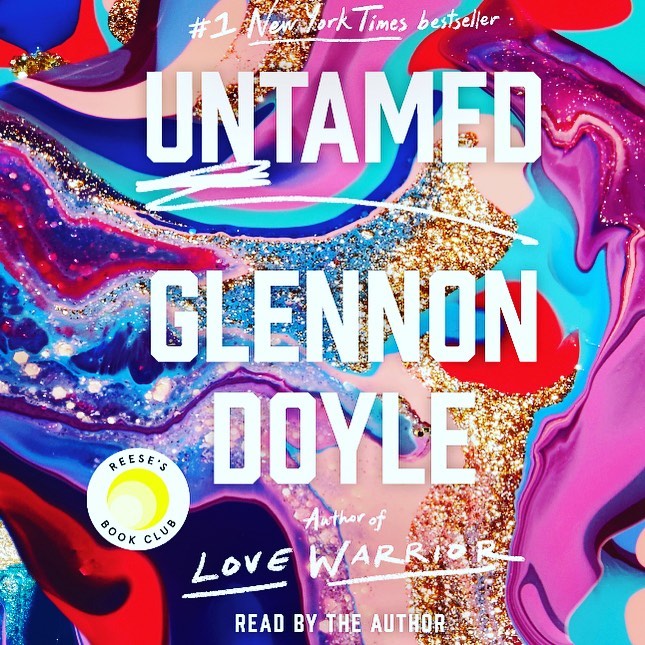 #1 New York Times bestseller
UNTAMED
GLENNON
DOYLE
REESE'S
BOOK CLUB
Author of
LOVE WARRIOR
READ BY THE AUTHOR